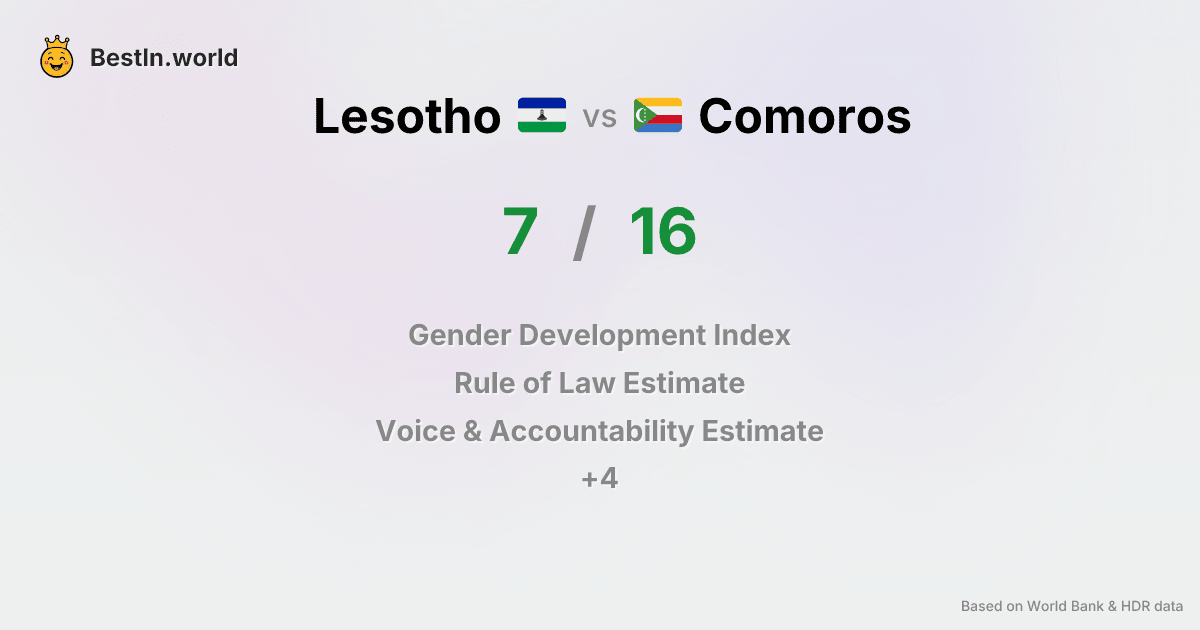 BestIn.world
Lesotho vs Comoros
7 / 16
Gender Development Index
Rule of Law Estimate
Voice & Accountability Estimate
+4
Based on World Bank & HDR data